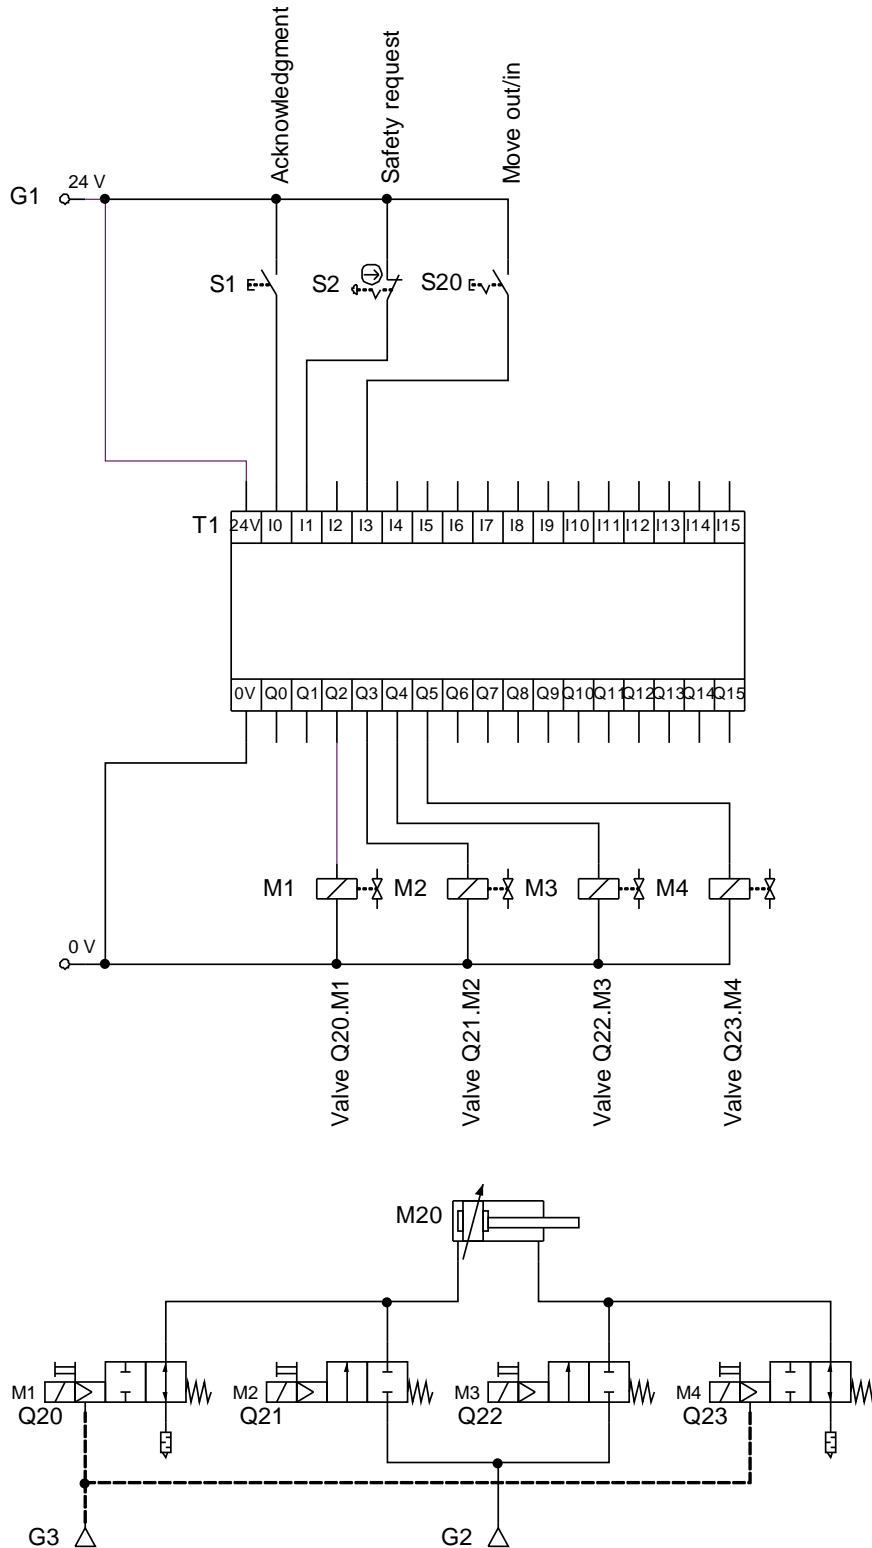 Acknowledgment
Safety request
Move out/in
G1
24 V
S1
S2
S20
T1
24V I0 I1 I2 I3 I4 I5 I6 I7 I8 I9 I10 I11 I12 I13 I14 I15
0V Q0 Q1 Q2 Q3 Q4 Q5 Q6 Q7 Q8 Q9 Q10 Q11 Q12 Q13 Q14 Q15
M1
M2
M3
M4
0 V
Valve Q20.M1
Valve Q21.M2
Valve Q22.M3
Valve Q23.M4
M20
M1
M2
M3
M4
Q20
Q21
Q22
Q23
G3
G2